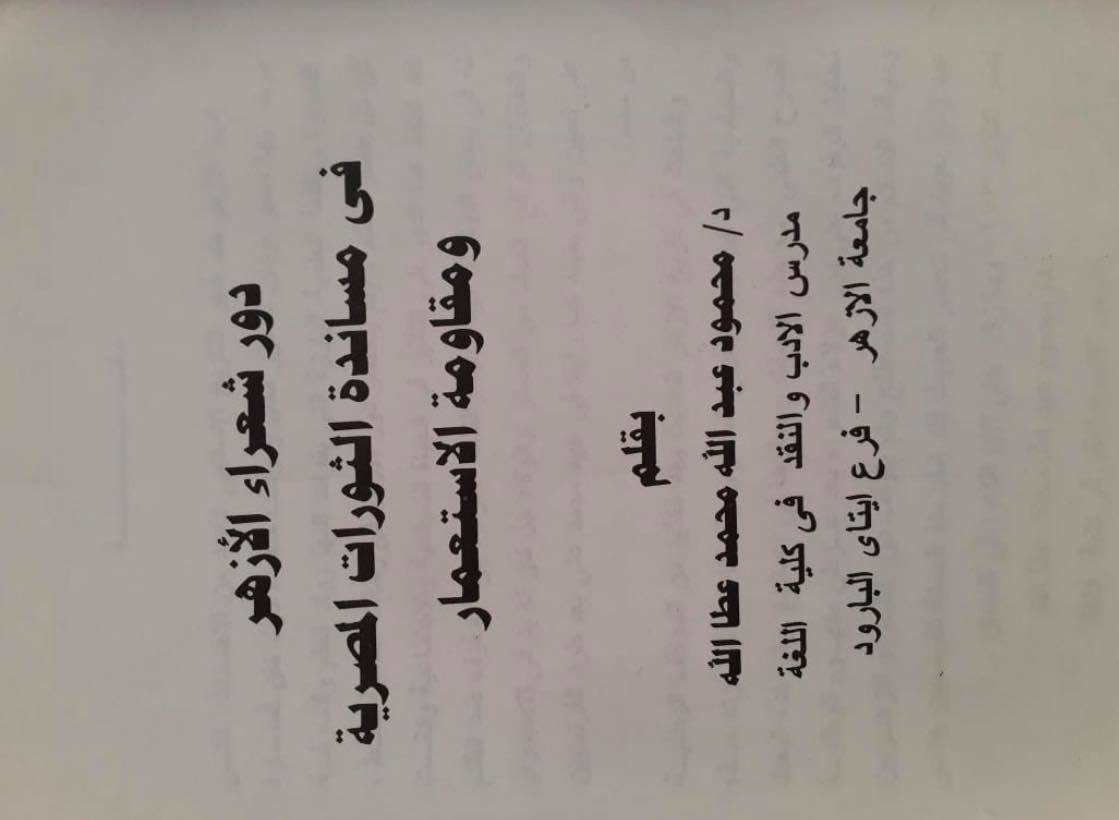 دور شعراء الأزهر
فى مساندة الثورات المصرية
ومقاومة الاستعمار
بقلم
د/ محمود عبد الله محمد عطا الله
مدرس الادب والنقد فى كلية اللغة
جامعة الازهر - فرع ايتاى البارود